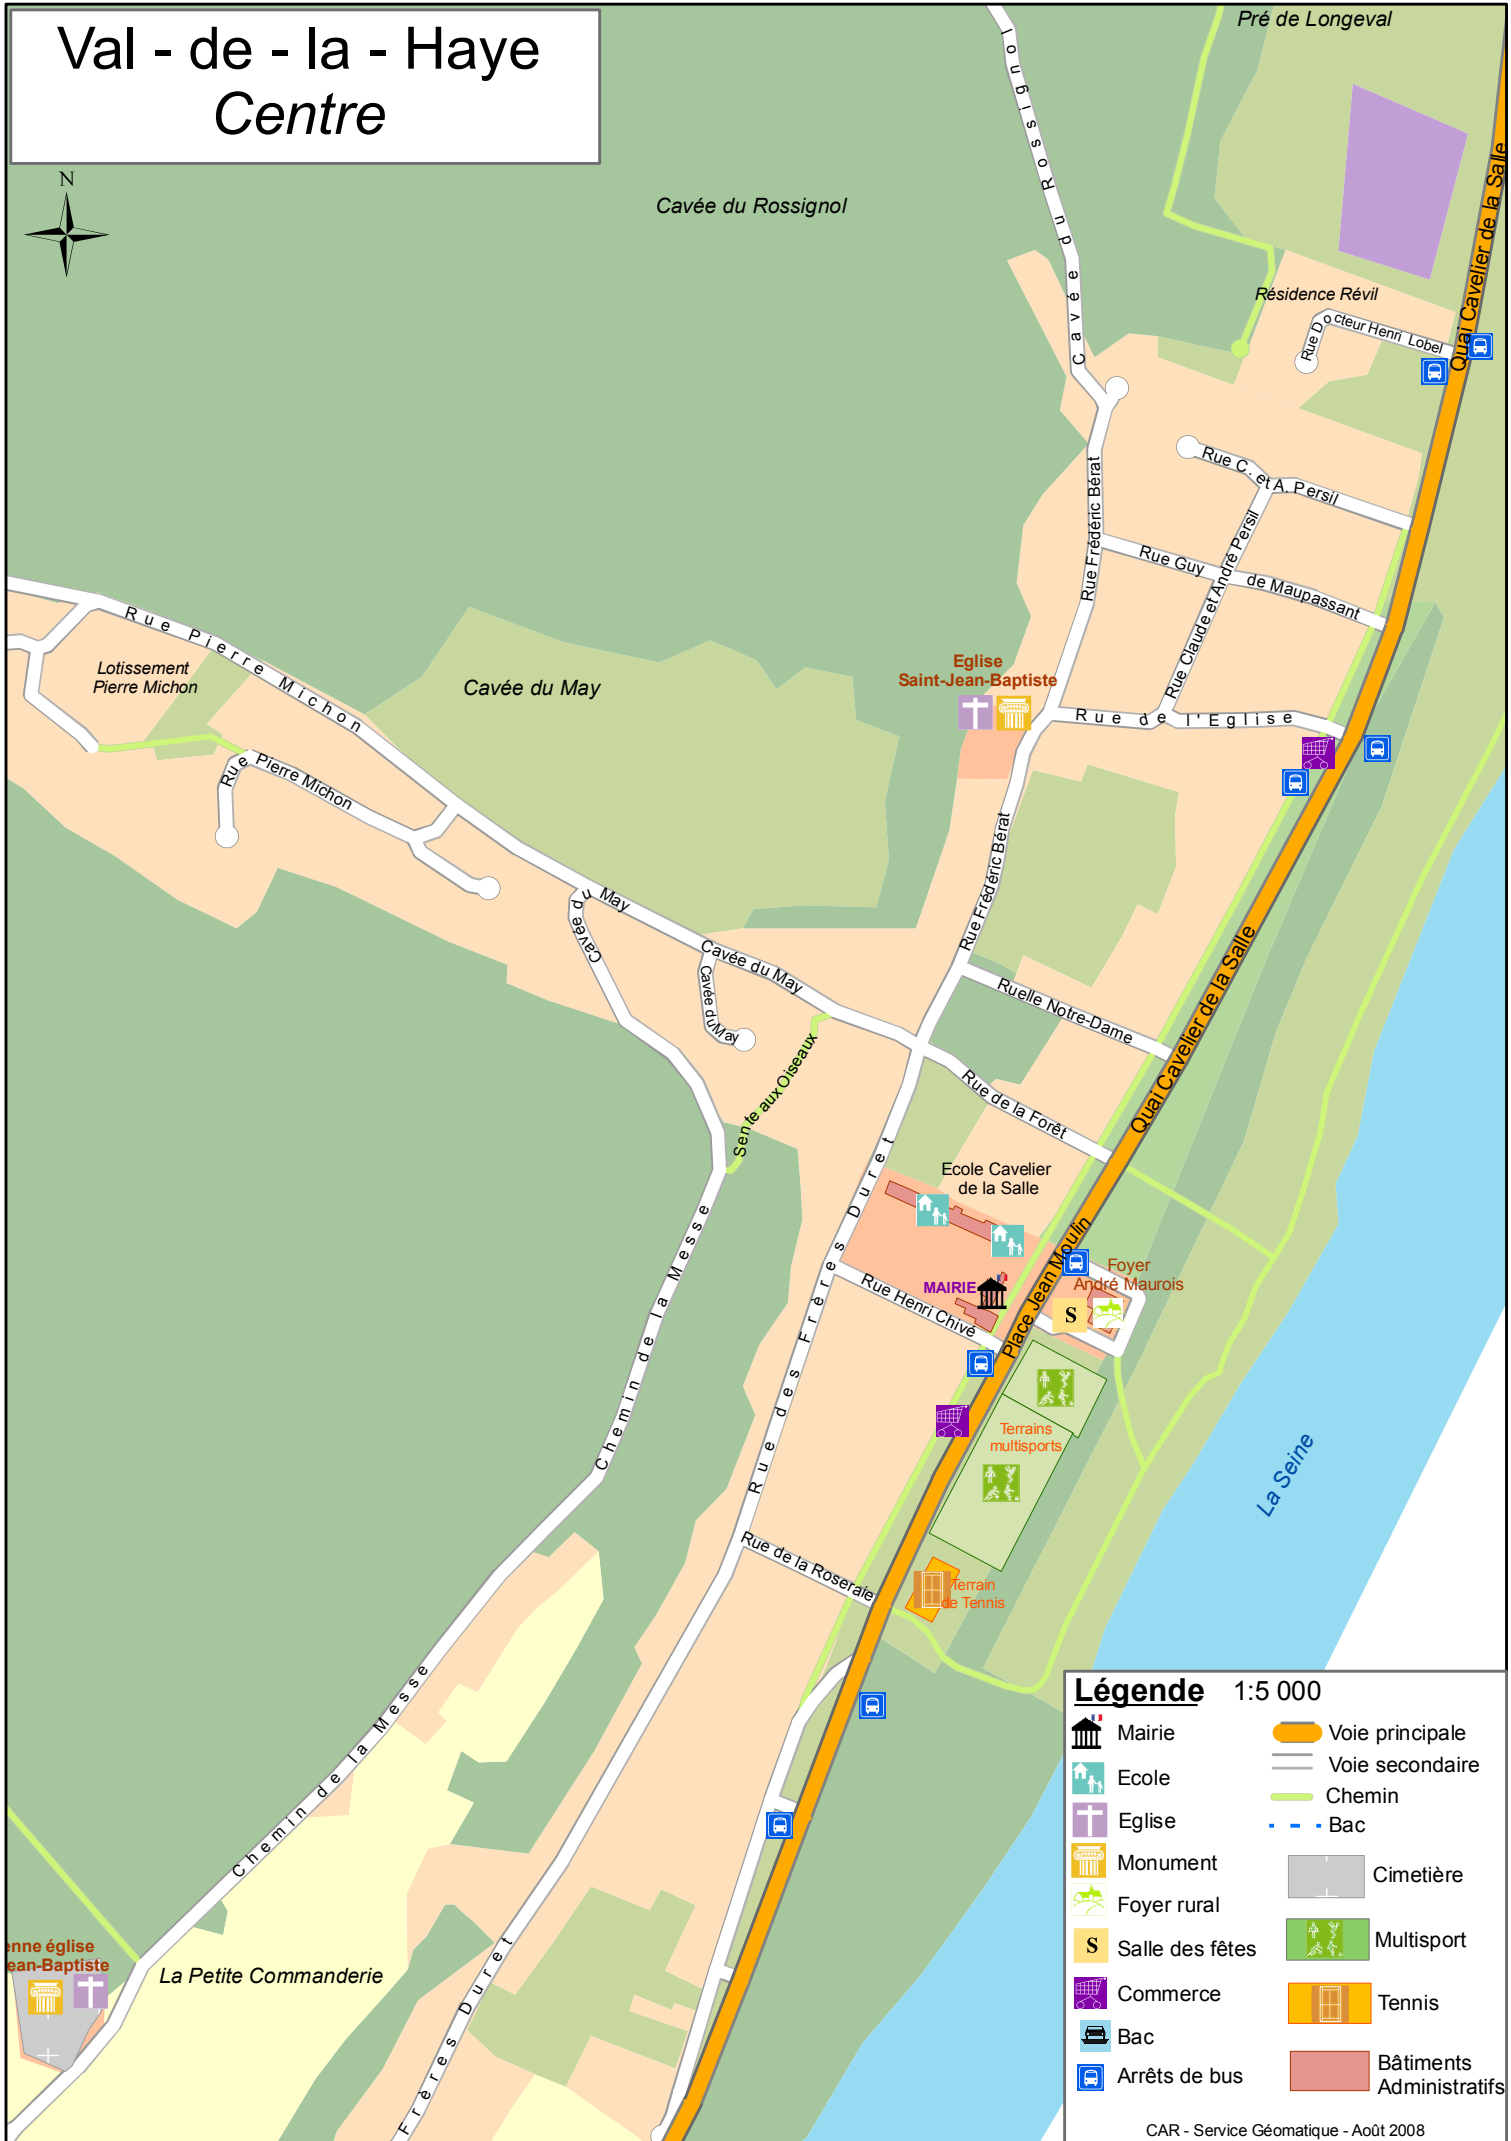 Val - de - la - Haye
Centre
N
Pré de Longeval
Cavée du Rossignol
Cavée du Rossignol
Quai Cavelier de la Salle
Résidence Révil
Rue Docteur Henri Lobel
Rue C. et A. Persil
Rue Frédéric Bérat
Rue Claude et André Persil
Rue Guy de Maupassant
Rue Pierre Michon
Lotissement
Pierre Michon
Cavée du May
Eglise
Saint-Jean-Baptiste
Rue de l'Eglise
Rue Pierre Michon
Rue Frédéric Bérat
Cavée du May
Cavée du May
Cavée du May
Quai Cavelier de la Salle
Ruelle Notre-Dame
Sente aux Oiseaux
Rue de la Forêt
Ecole Cavelier
de la Salle
Rue des Frères Duret
Chemin de la Messe
Place Jean Moulin
Foyer
André Maurois
MAIRIE
Rue Henri Chivé
S
Terrains
multisports
La Seine
Rue de la Roseraie
Terrain
de Tennis
Chemin de la Messe
enne église
ean-Baptiste
La Petite Commanderie
Frères Duret
Légende 1:5 000
Mairie
Ecole
Eglise
Monument
Foyer rural
S Salle des fêtes
Commerce
Bac
Arrêts de bus
Voie principale
Voie secondaire
Chemin
Bac
Cimetière
Multisport
Tennis
Bâtiments
Administratifs
CAR - Service Géomatique - Août 2008